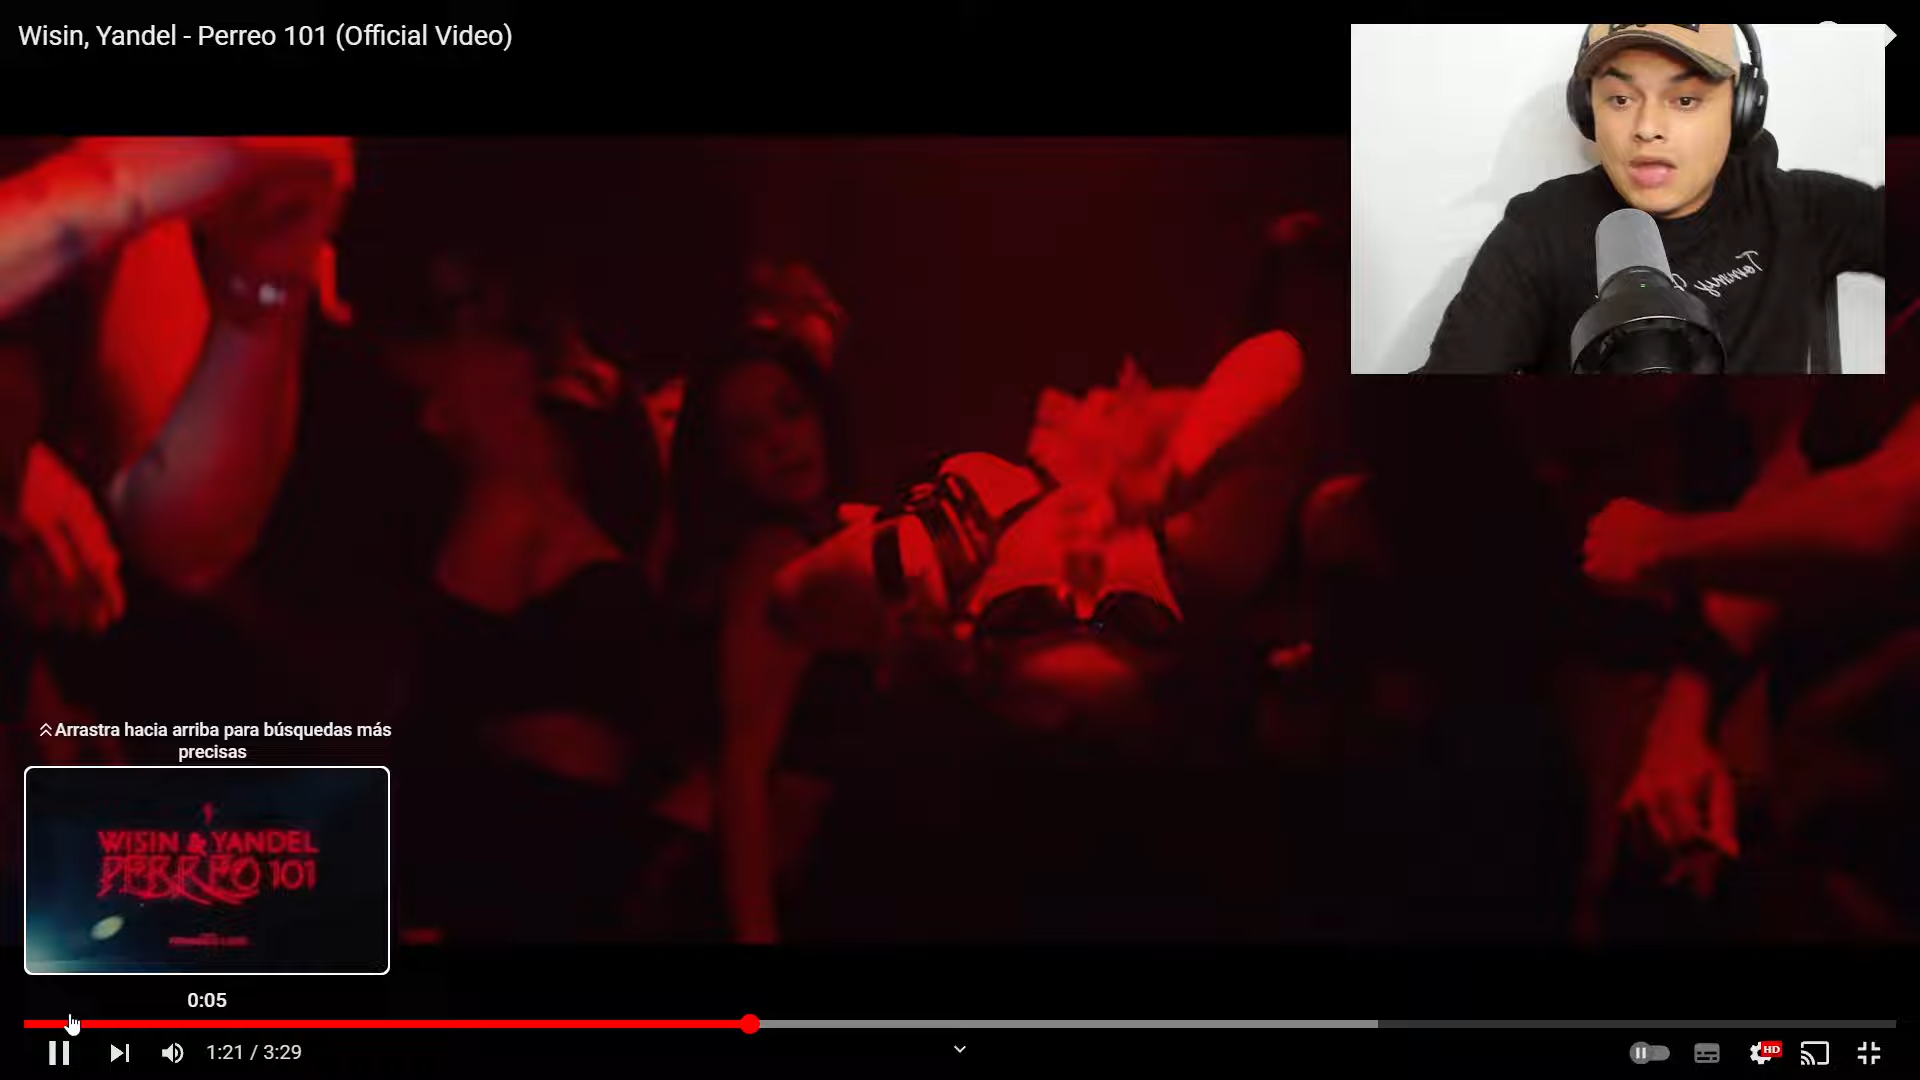 Wisin, Yandel - Perreo 101 (Official Video)
Arrastra hacia arriba para búsquedas más
precisas
WISIN & YANDEL
PERREO 101
0:05
1:21 / 3:29
HD